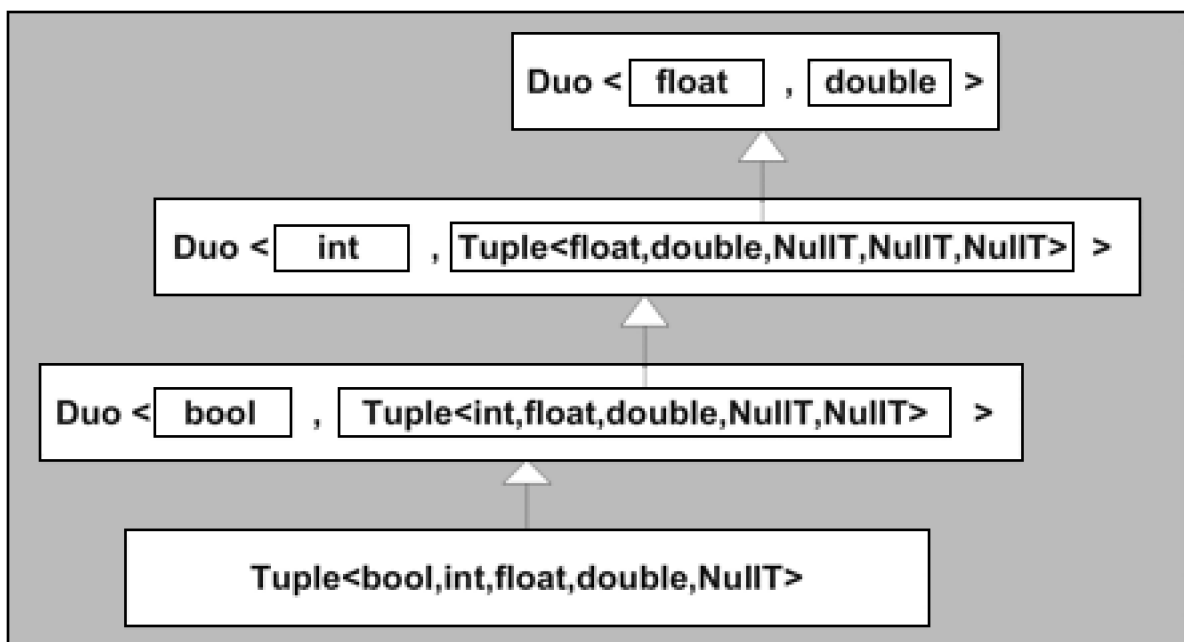 Duo < float , double >
Duo < int , Tuple<float,double,NullT,NullT,NullT> >
Duo < bool , Tuple<int,float,double,NullT,NullT> >
Tuple<bool,int,float,double,NullT>